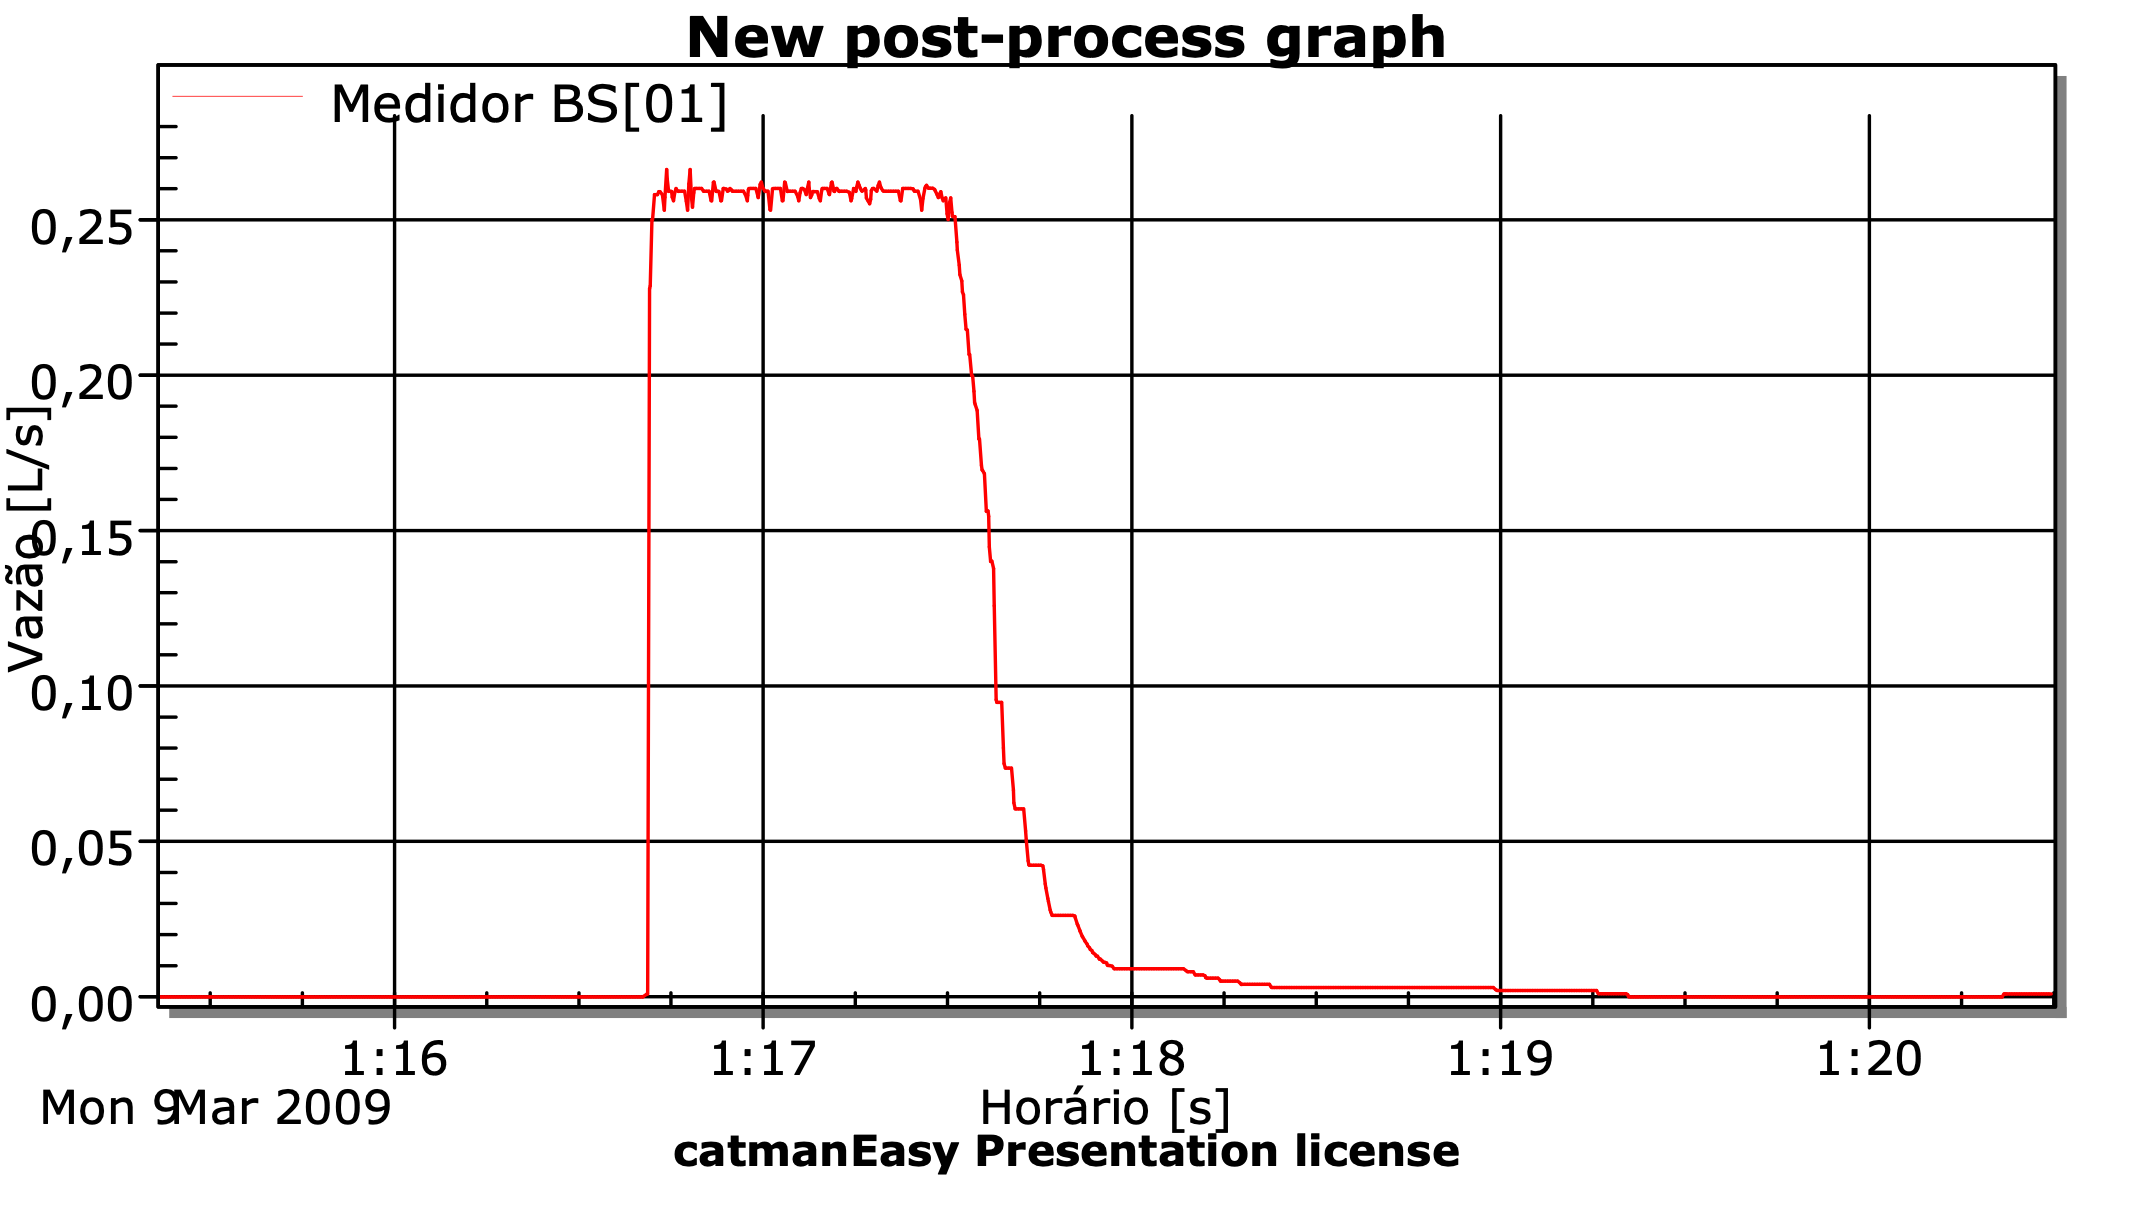 New post-process graph
Medidor BS[01]
Vazão [L/s]
0,25
0,20
0,15
0,10
0,05
0,00
1:16 1:17 1:18 1:19 1:20
Mon 9 Mar 2009 Horário [s]
catmanEasy Presentation license